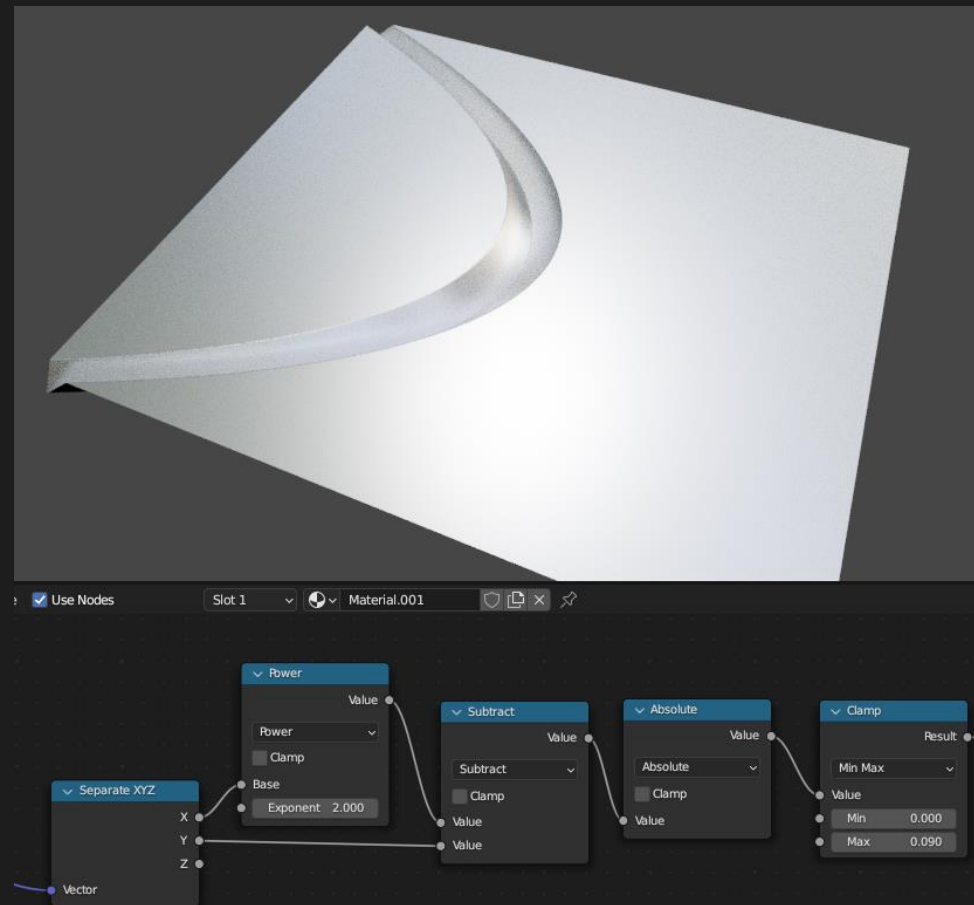 Use Nodes
Slot 1
Material.001
Power
Value
Power
Clamp
Base
Exponent 2.000
Separate XYZ
X
Y
Z
Vector
Subtract
Value
Subtract
Clamp
Value
Value
Absolute
Value
Absolute
Clamp
Value
Clamp
Result
Min Max
Value
Min 0.000
Max 0.090